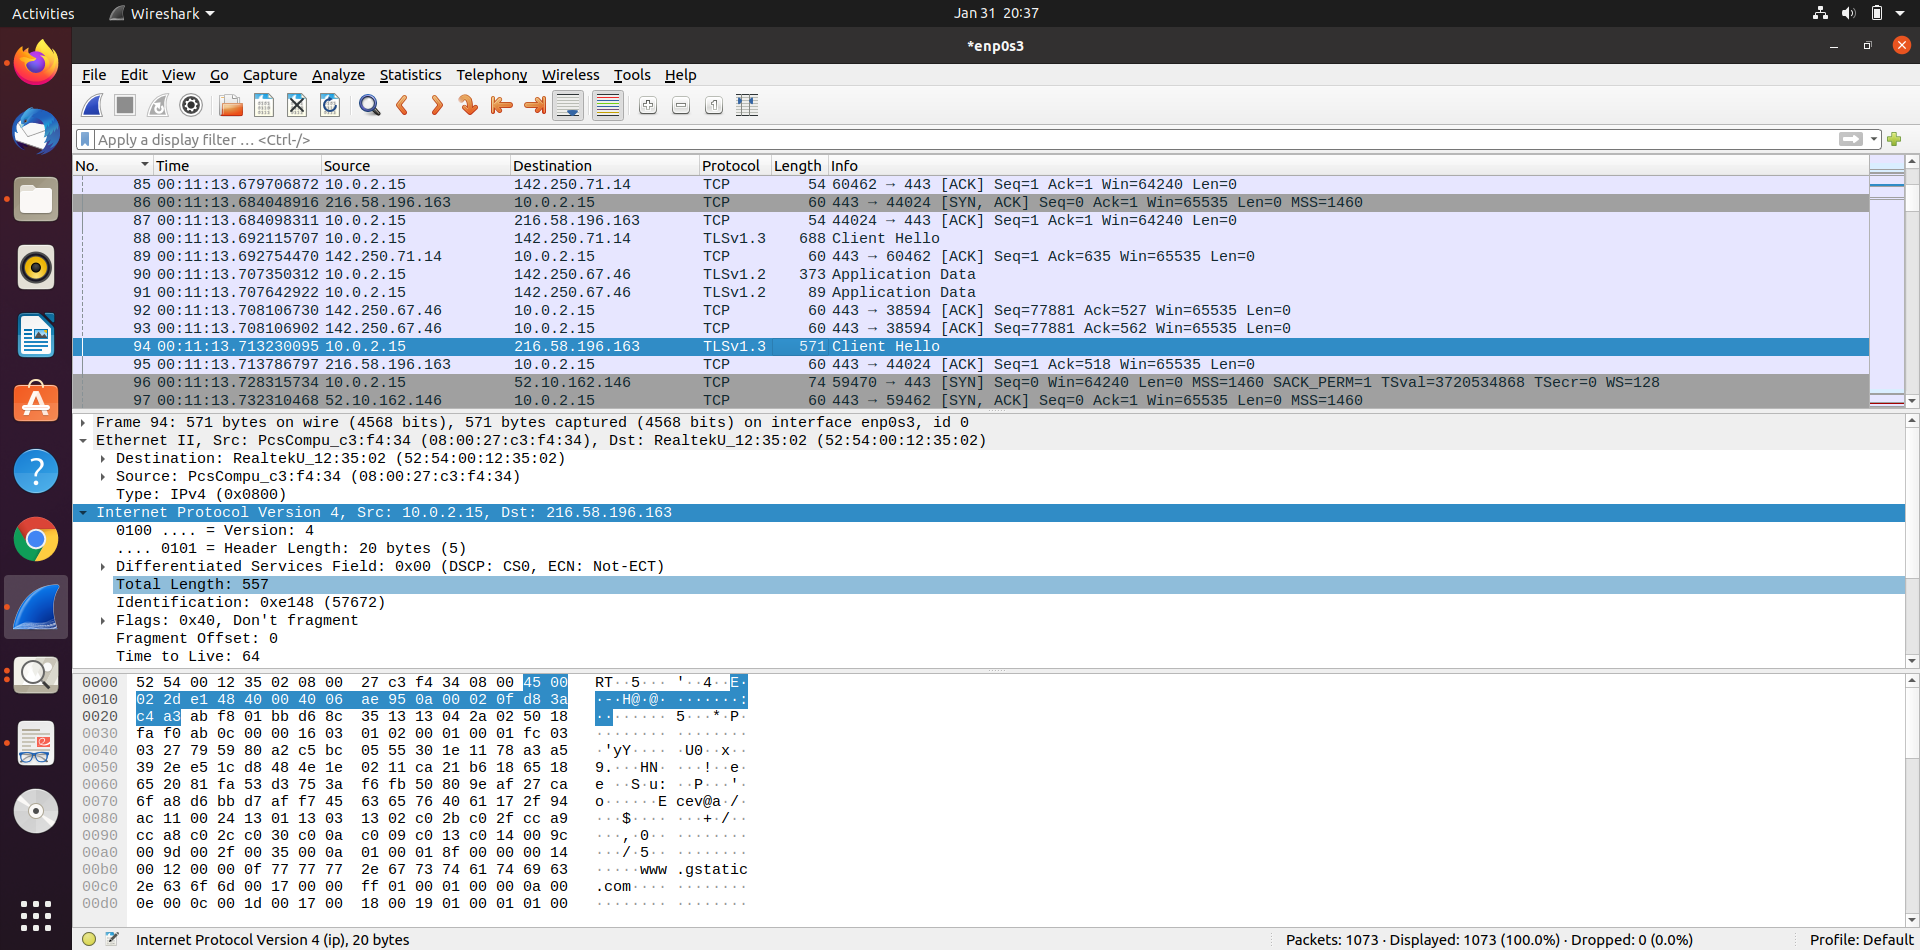 Activities Wireshark Jan 31 20:37
*enp0s3
File Edit View Go Capture Analyze Statistics Telephony Wireless Tools Help
Apply a display filter … <Ctrl-/>
No. Time Source Destination Protocol Length Info
85 00:11:13.679706872 10.0.2.15 142.250.71.14 TCP 54 60462 → 443 [ACK] Seq=1 Ack=1 Win=64240 Len=0
86 00:11:13.684048916 216.58.196.163 10.0.2.15 TCP 60 443 → 44024 [SYN, ACK] Seq=0 Ack=1 Win=65535 Len=0 MSS=1460
87 00:11:13.684098311 10.0.2.15 216.58.196.163 TCP 54 44024 → 443 [ACK] Seq=1 Ack=1 Win=64240 Len=0
88 00:11:13.692115707 10.0.2.15 142.250.71.14 TLSv1.3 688 Client Hello
89 00:11:13.692754470 142.250.71.14 10.0.2.15 TCP 60 443 → 60462 [ACK] Seq=1 Ack=635 Win=65535 Len=0
90 00:11:13.707350312 10.0.2.15 142.250.67.46 TLSv1.2 373 Application Data
91 00:11:13.707642922 10.0.2.15 142.250.67.46 TLSv1.2 89 Application Data
92 00:11:13.708106730 142.250.67.46 10.0.2.15 TCP 60 443 → 38594 [ACK] Seq=77881 Ack=527 Win=65535 Len=0
93 00:11:13.708106902 142.250.67.46 10.0.2.15 TCP 60 443 → 38594 [ACK] Seq=77881 Ack=562 Win=65535 Len=0
94 00:11:13.713230095 10.0.2.15 216.58.196.163 TLSv1.3 571 Client Hello
95 00:11:13.713786797 216.58.196.163 10.0.2.15 TCP 60 443 → 44024 [ACK] Seq=1 Ack=518 Win=65535 Len=0
96 00:11:13.728315734 10.0.2.15 52.10.162.146 TCP 74 59470 → 443 [SYN] Seq=0 Win=64240 Len=0 MSS=1460 SACK_PERM=1 TSval=3720534868 TSecr=0 WS=128
97 00:11:13.732310468 52.10.162.146 10.0.2.15 TCP 60 443 → 59462 [SYN, ACK] Seq=0 Ack=1 Win=65535 Len=0 MSS=1460
Frame 94: 571 bytes on wire (4568 bits), 571 bytes captured (4568 bits) on interface enp0s3, id 0
Ethernet II, Src: PcsCompu_c3:f4:34 (08:00:27:c3:f4:34), Dst: RealtekU_12:35:02 (52:54:00:12:35:02)
Destination: RealtekU_12:35:02 (52:54:00:12:35:02)
Source: PcsCompu_c3:f4:34 (08:00:27:c3:f4:34)
Type: IPv4 (0x0800)
Internet Protocol Version 4, Src: 10.0.2.15, Dst: 216.58.196.163
0100 .... = Version: 4
.... 0101 = Header Length: 20 bytes (5)
Differentiated Services Field: 0x00 (DSCP: CS0, ECN: Not-ECT)
Total Length: 557
Identification: 0xe148 (57672)
Flags: 0x40, Don't fragment
Fragment Offset: 0
Time to Live: 64
0000 52 54 00 12 35 02 08 00 27 c3 f4 34 08 00 45 00 RT··5···'··4··E·
0010 02 2d e1 48 40 00 40 06 ae 95 0a 00 02 0f d8 3a ·-·H@·@········:
0020 c4 a3 ab f8 01 bb d6 8c 35 13 13 04 2a 02 50 18 ········5···*·P·
0030 fa f0 ab 0c 00 00 16 03 01 02 00 01 00 01 fc 03 ················
0040 03 27 79 59 80 a2 c5 bc 05 55 30 1e 11 78 a3 a5 ·'yY·····U0··x··
0050 39 2e e5 1c d8 48 4e 1e 02 11 ca 21 b6 18 65 18 9.···HN····!··e·
0060 65 20 81 fa 53 d3 75 3a f6 fb 50 80 9e af 27 ca e ··S·u:··P···'·
0070 6f a8 d6 bb d7 af f7 45 63 65 76 40 61 17 2f 94 o······Ecev@a·/·
0080 ac 11 00 24 13 01 13 03 13 02 c0 2b c0 2f cc a9 ···$·······+·/··
0090 cc a8 c0 2c c0 30 c0 0a c0 09 c0 13 c0 14 00 9c ···,·0··········
00a0 00 9d 00 2f 00 35 00 0a 01 00 01 8f 00 00 00 14 ···/·5··········
00b0 00 12 00 00 0f 77 77 77 2e 67 73 74 61 74 69 63 ·····www.gstatic
00c0 2e 63 6f 6d 00 17 00 00 ff 01 00 01 00 00 0a 00 .com············
00d0 0e 00 0c 00 1d 00 17 00 18 00 19 01 00 01 01 00 ················
Internet Protocol Version 4 (ip), 20 bytes Packets: 1073 · Displayed: 1073 (100.0%) · Dropped: 0 (0.0%) Profile: Default